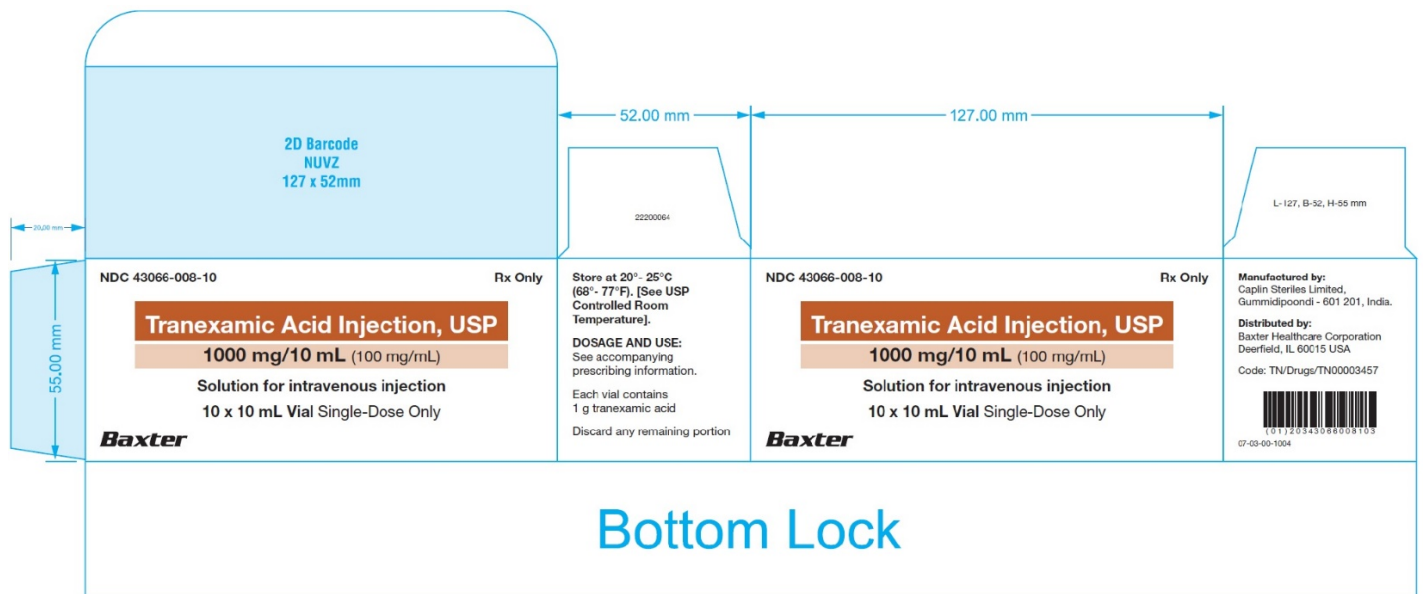 52.00 mm
127.00 mm
2D Barcode
NUVZ
127 x 52mm
22200064
L-127, B-52, H-55 mm
20.00 mm
55.00 mm
NDC 43066-008-10
Rx Only
Tranexamic Acid Injection, USP
1000 mg/10 mL (100 mg/mL)
Solution for intravenous injection
10 x 10 mL Vial Single-Dose Only
Baxter
Store at 20°- 25°C
(68°- 77°F). [See USP
Controlled Room
Temperature].
DOSAGE AND USE:
See accompanying
prescribing information.
Each vial contains
1 g tranexamic acid
Discard any remaining portion
NDC 43066-008-10
Rx Only
Tranexamic Acid Injection, USP
1000 mg/10 mL (100 mg/mL)
Solution for intravenous injection
10 x 10 mL Vial Single-Dose Only
Baxter
Manufactured by:
Caplin Steriles Limited,
Gummidipoondi - 601 201, India.
Distributed by:
Baxter Healthcare Corporation
Deerfield, IL 60015 USA
Code: TN/Drugs/TN00003457
(01)20343066008103
07-03-00-1004
Bottom Lock